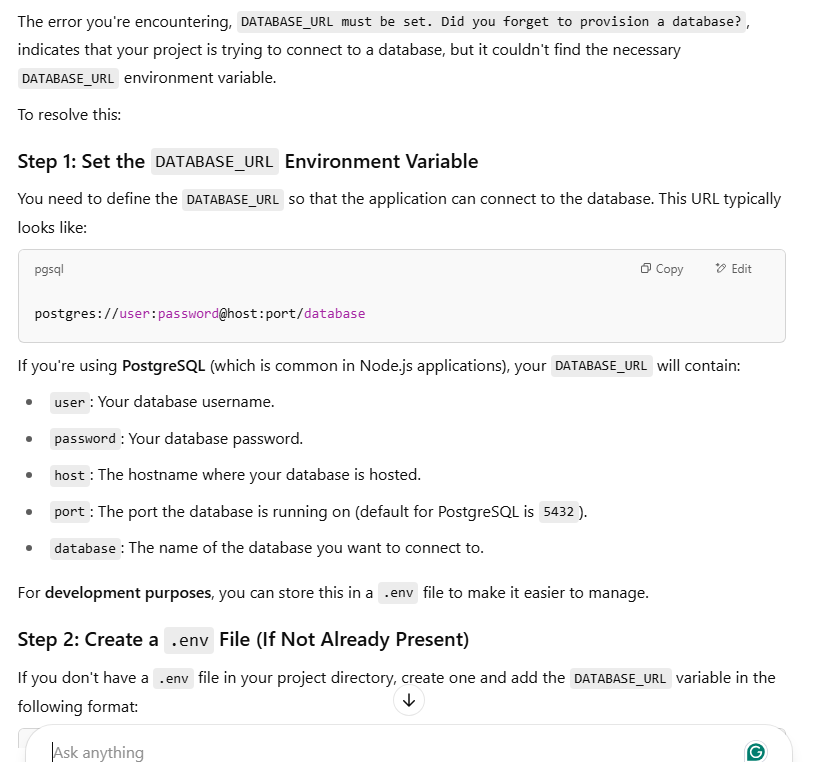 The error you're encountering, DATABASE_URL must be set. Did you forget to provision a database?,
indicates that your project is trying to connect to a database, but it couldn't find the necessary
DATABASE_URL environment variable.
To resolve this:
Step 1: Set the DATABASE_URL Environment Variable
You need to define the DATABASE_URL so that the application can connect to the database. This URL typically
looks like:
pgsql Copy Edit
postgres://user:password@host:port/database
If you're using PostgreSQL (which is common in Node.js applications), your DATABASE_URL will contain:
• user: Your database username.
• password: Your database password.
• host: The hostname where your database is hosted.
• port: The port the database is running on (default for PostgreSQL is 5432).
• database: The name of the database you want to connect to.
For development purposes, you can store this in a .env file to make it easier to manage.
Step 2: Create a .env File (If Not Already Present)
If you don't have a .env file in your project directory, create one and add the DATABASE_URL variable in the
following format:
Ask anything